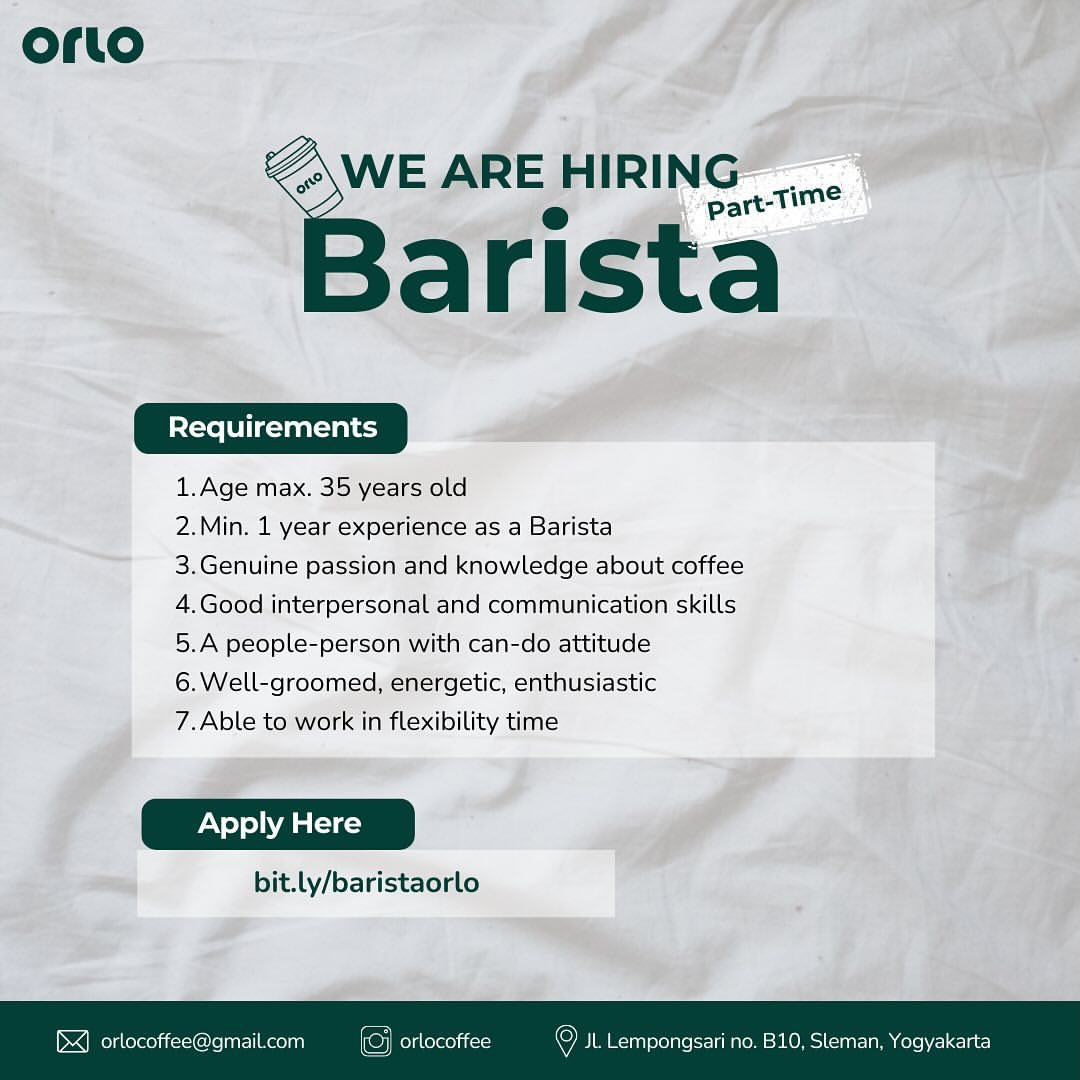 orlo
orlo
WE ARE HIRING
Part-Time
Barista
Requirements
1. Age max. 35 years old
2. Min. 1 year experience as a Barista
3. Genuine passion and knowledge about coffee
4. Good interpersonal and communication skills
5. A people-person with can-do attitude
6. Well-groomed, energetic, enthusiastic
7. Able to work in flexibility time
Apply Here
bit.ly/baristaorlo
orlocoffee@gmail.com
orlocoffee
Jl. Lempongsari no. B10, Sleman, Yogyakarta